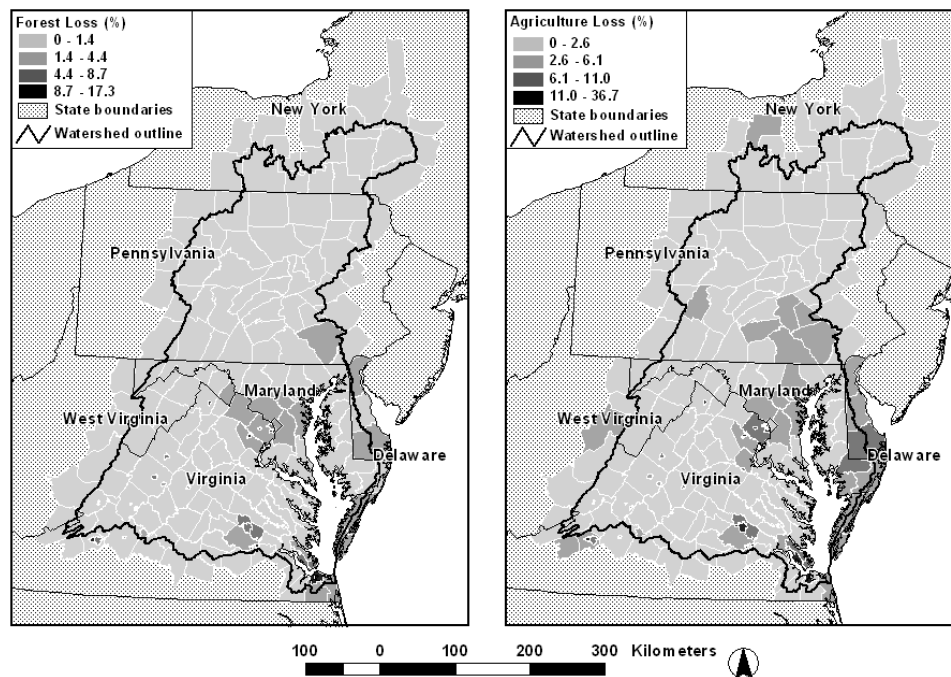 Forest Loss (%)
0 - 1.4
1.4 - 4.4
4.4 - 8.7
8.7 - 17.3
State boundaries
Watershed outline
New York
Pennsylvania
Maryland
West Virginia
Delaware
Virginia
Agriculture Loss (%)
0 - 2.6
2.6 - 6.1
6.1 - 11.0
11.0 - 36.7
State boundaries
Watershed outline
New York
Pennsylvania
Maryland
West Virginia
Delaware
Virginia
100 0 100 200 300 Kilometers